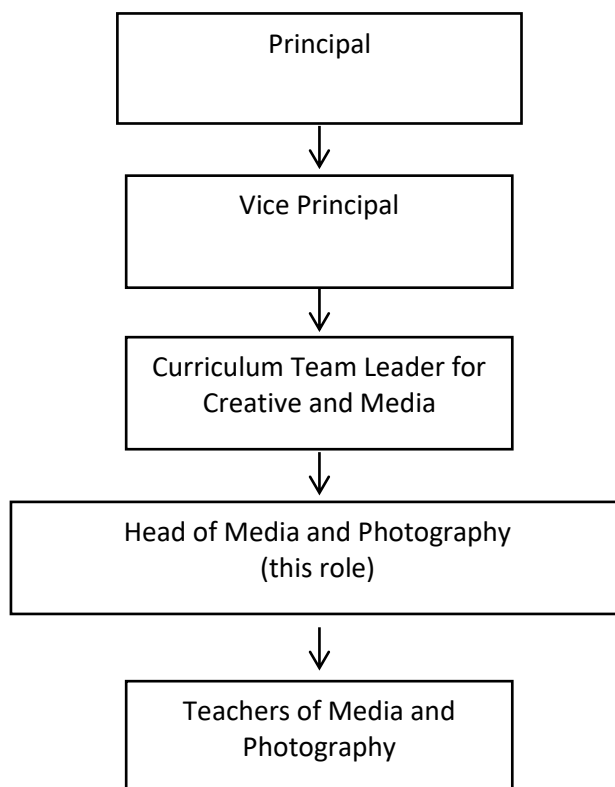 Principal
Vice Principal
Curriculum Team Leader for
Creative and Media
Head of Media and Photography
(this role)
Teachers of Media and
Photography